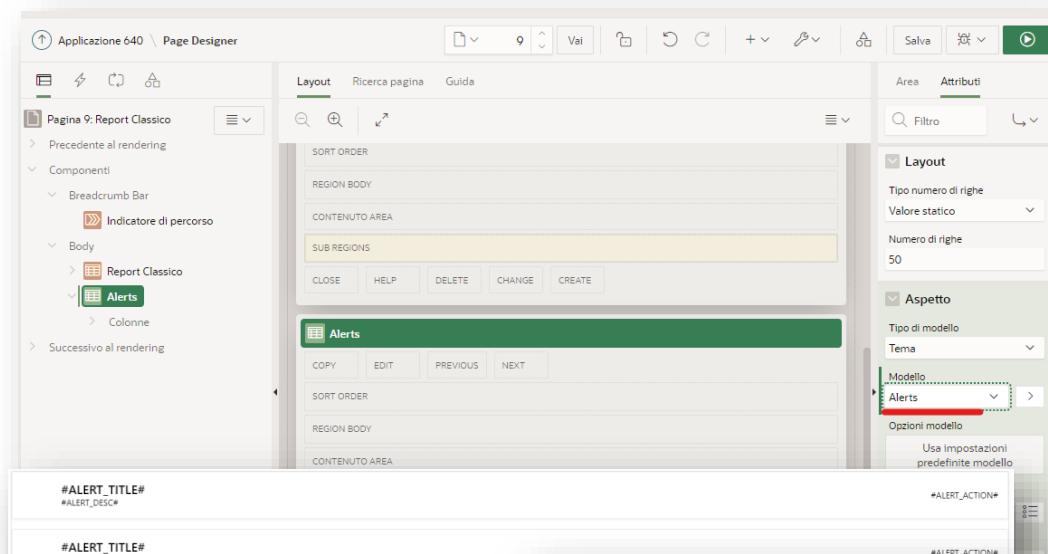 Applicazione 640 \ Page Designer
9
Vai
Salva
Layout Ricerca pagina Guida
Area Attributi
Pagina 9: Report Classico
Filtro
Precedente al rendering
Componenti
Breadcrumb Bar
Indicatore di percorso
Body
Report Classico
Alerts
Colonne
Successivo al rendering
SORT ORDER
REGION BODY
CONTENUTO AREA
SUB REGIONS
CLOSE HELP DELETE CHANGE CREATE
Alerts
COPY EDIT PREVIOUS NEXT
SORT ORDER
REGION BODY
CONTENUTO AREA
Layout
Tipo numero di righe
Valore statico
Numero di righe
50
Aspetto
Tipo di modello
Tema
Modello
Alerts
Opzioni modello
Usa impostazioni
predefinite modello
#ALERT_TITLE#
#ALERT_DESC#
#ALERT_ACTION#
#ALERT_TITLE#
#ALERT_ACTION#